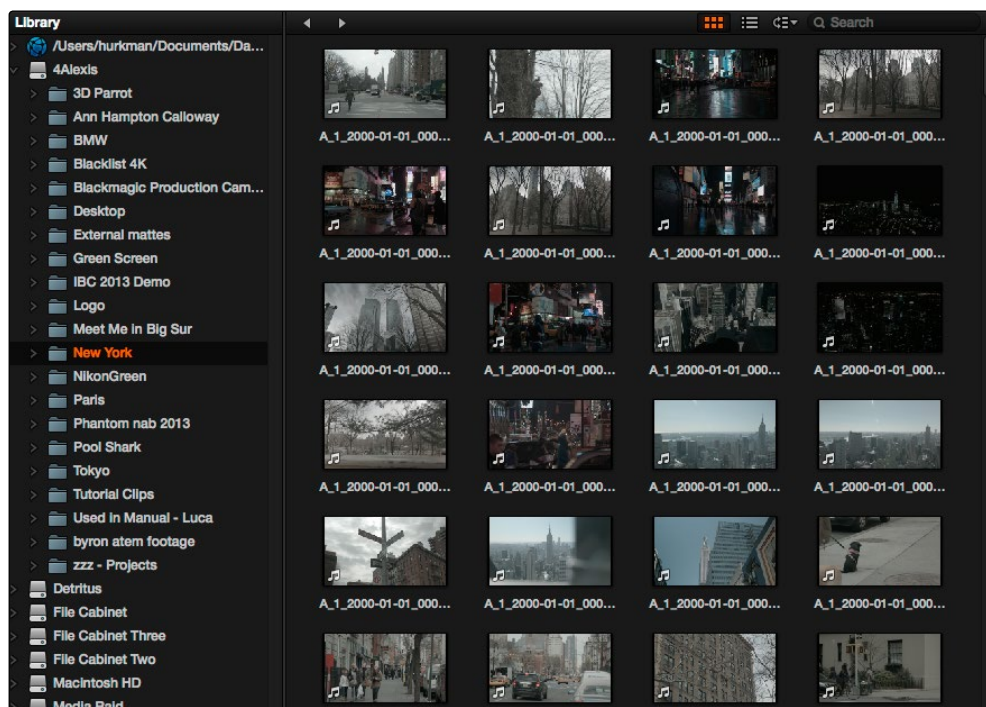 Library
Search
/Users/hurkman/Documents/Da...
4Alexis
3D Parrot
Ann Hampton Calloway
BMW
Blacklist 4K
Blackmagic Production Cam...
Desktop
External mattes
Green Screen
IBC 2013 Demo
Logo
Meet Me in Big Sur
New York
NikonGreen
Paris
Phantom nab 2013
Pool Shark
Tokyo
Tutorial Clips
Used in Manual - Luca
byron atem footage
zzz - Projects
Detritus
File Cabinet
File Cabinet Three
File Cabinet Two
Macintosh HD
Media Raid
A_1_2000-01-01_000... A_1_2000-01-01_000... A_1_2000-01-01_000... A_1_2000-01-01_000...
A_1_2000-01-01_000... A_1_2000-01-01_000... A_1_2000-01-01_000... A_1_2000-01-01_000...
A_1_2000-01-01_000... A_1_2000-01-01_000... A_1_2000-01-01_000... A_1_2000-01-01_000...
A_1_2000-01-01_000... A_1_2000-01-01_000... A_1_2000-01-01_000... A_1_2000-01-01_000...
A_1_2000-01-01_000... A_1_2000-01-01_000... A_1_2000-01-01_000... A_1_2000-01-01_000...